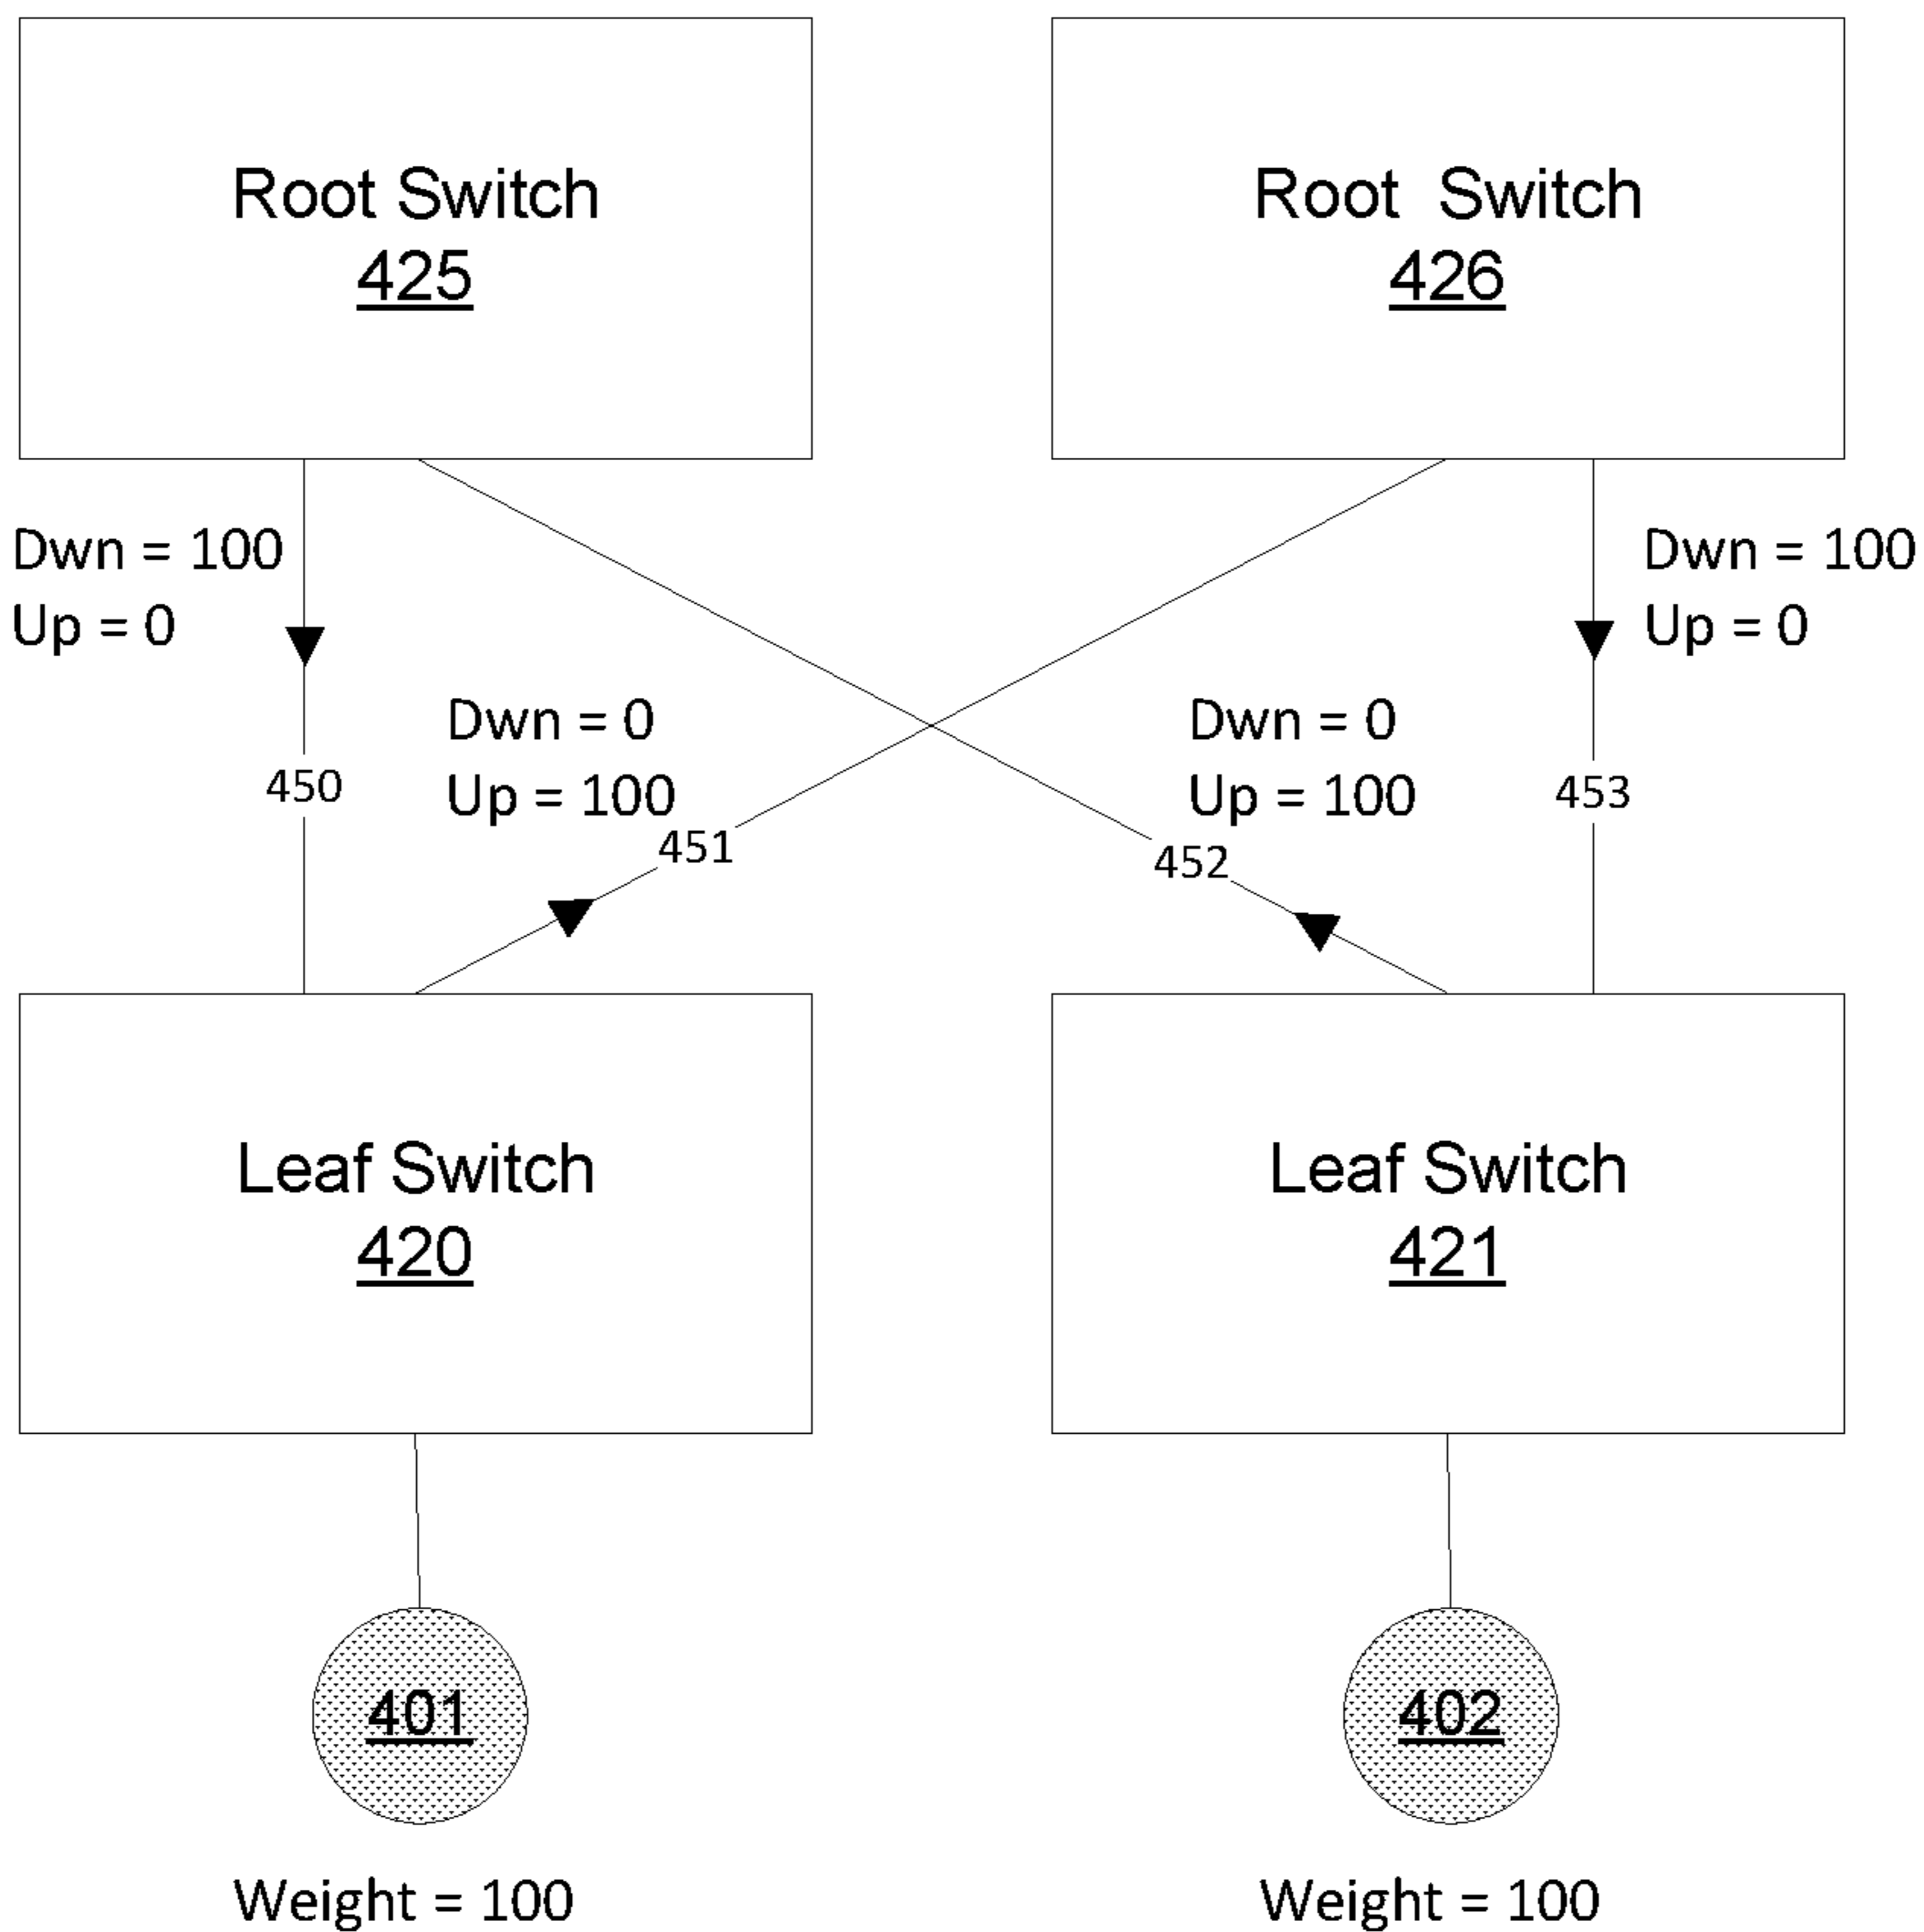 Root Switch
425
Root Switch
426
Dwn = 100
Up = 0
Dwn = 100
Up = 0
Dwn = 0
Up = 100
Dwn = 0
Up = 100
450
451
452
453
Leaf Switch
420
Leaf Switch
421
401
402
Weight = 100
Weight = 100